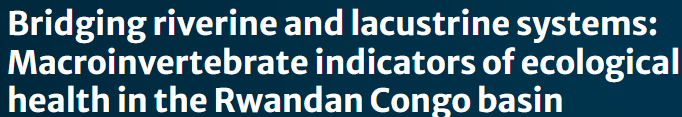 Bridging riverine and lacustrine systems:
Macroinvertebrate indicators of ecological
health in the Rwandan Congo basin